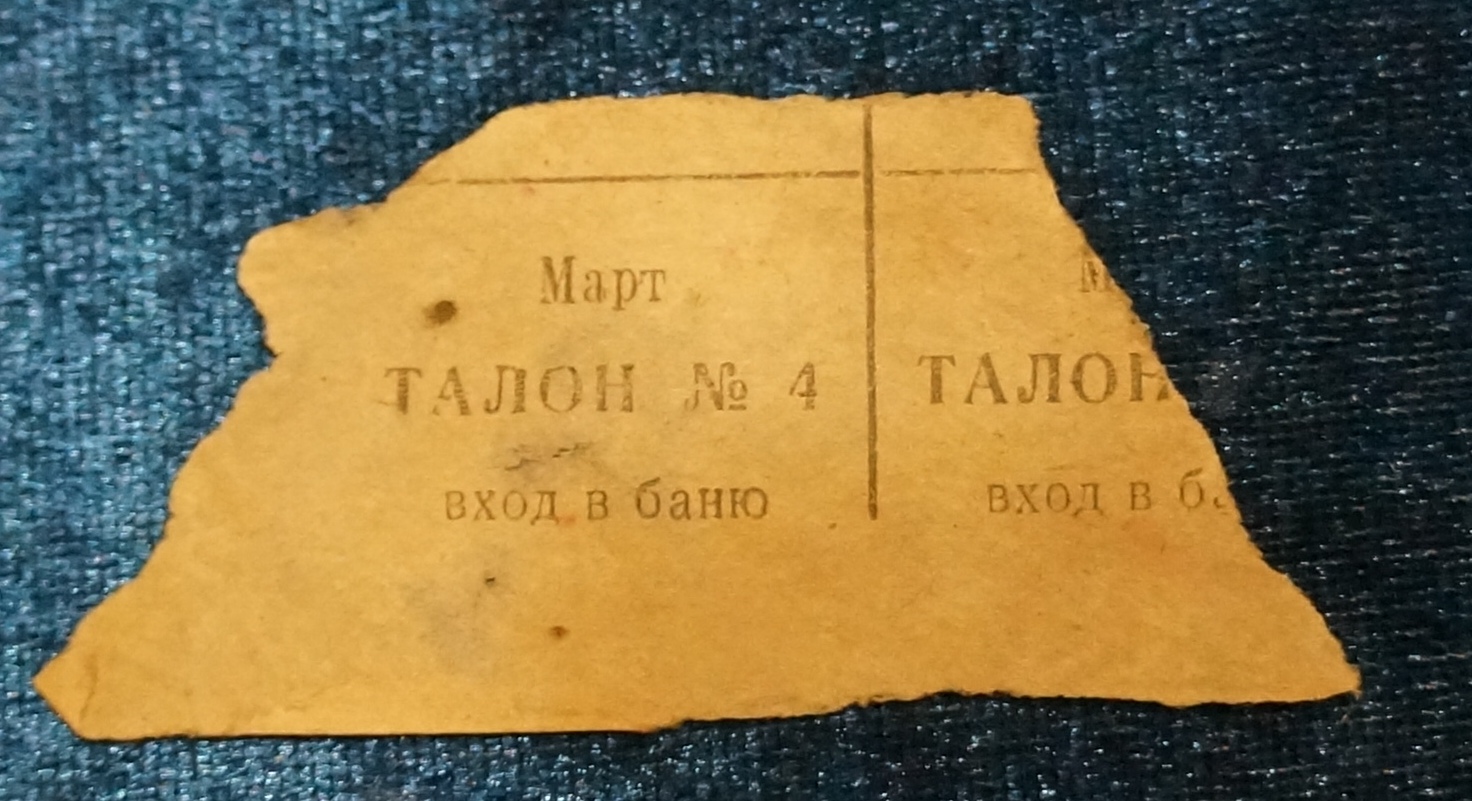 Март
ТАЛОН № 4
вход в баню
ТАЛОН
вход в